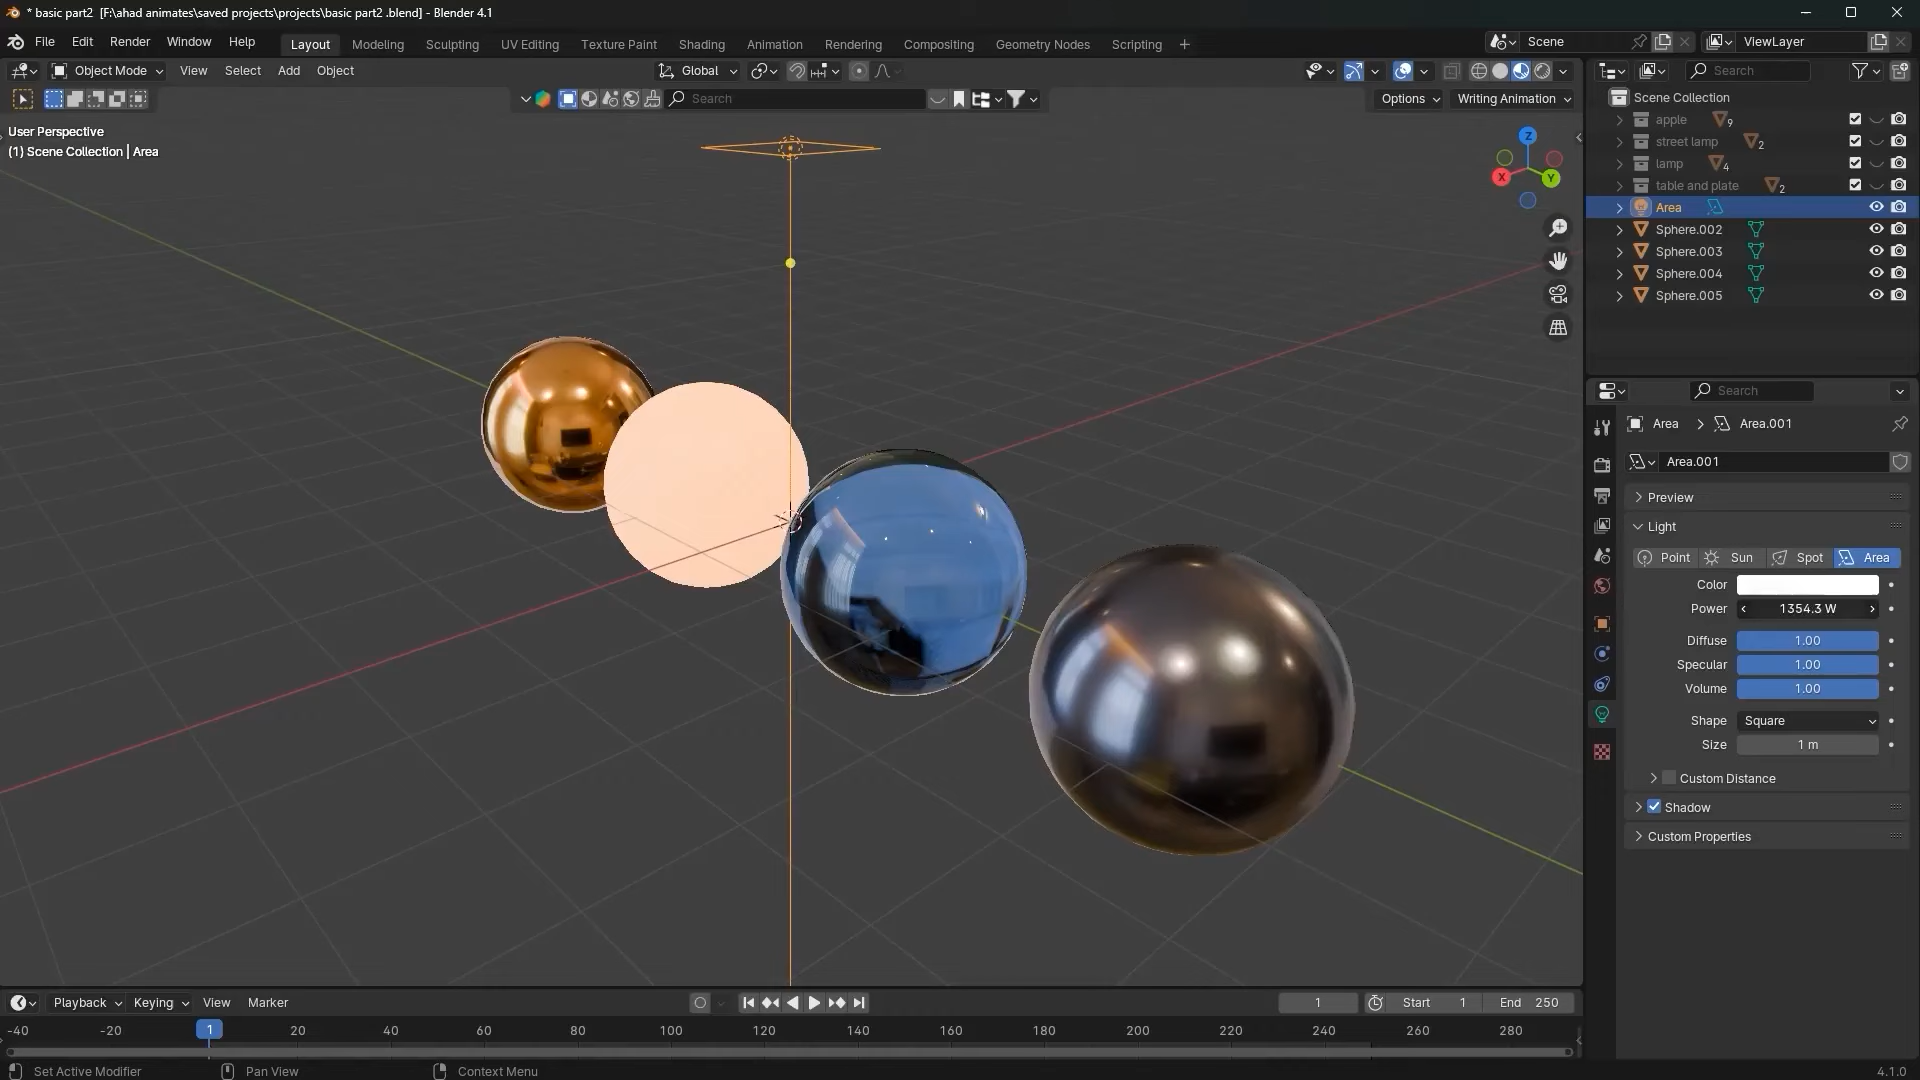 * basic part2  [F:\ahad animates\saved projects\projects\basic part2 .blend] - Blender 4.1
File Edit Render Window Help Layout Modeling Sculpting UV Editing Texture Paint Shading Animation Rendering Compositing Geometry Nodes Scripting + Scene ViewLayer
Object Mode View Select Add Object Global Search
Search Options Writing Animation
User Perspective
(1) Scene Collection | Area
Z
X
Y
Scene Collection
apple 9
street lamp 2
lamp 4
table and plate 2
Area
Sphere.002
Sphere.003
Sphere.004
Sphere.005
Search
Area > Area.001
Area.001
Preview
Light
Point Sun Spot Area
Color
Power 1354.3 W
Diffuse 1.00
Specular 1.00
Volume 1.00
Shape Square
Size 1 m
Custom Distance
Shadow
Custom Properties
Playback Keying View Marker 1 Start 1 End 250
-40 -20 1 20 40 60 80 100 120 140 160 180 200 220 240 260 280
Set Active Modifier Pan View Context Menu 4.1.0